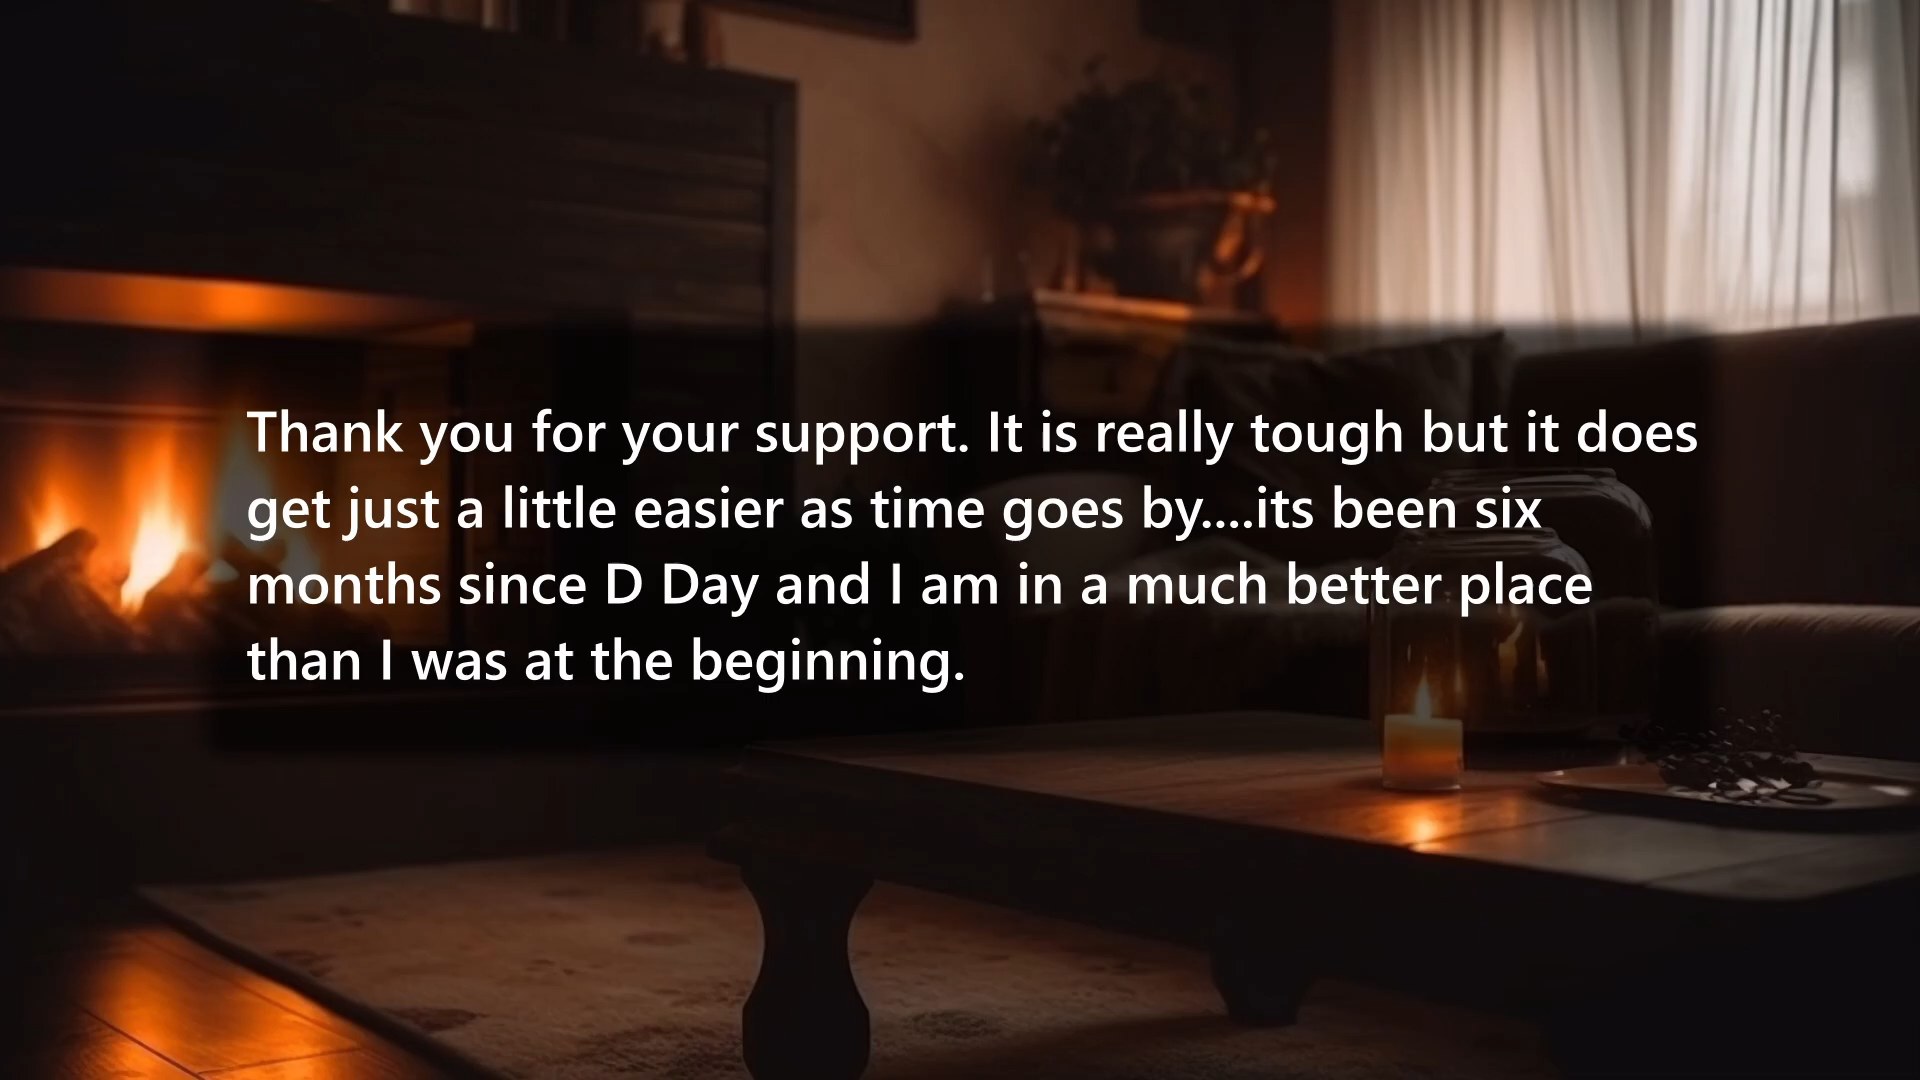 Thank you for your support. It is really tough but it does
get just a little easier as time goes by....its been six
months since D Day and I am in a much better place
than I was at the beginning.